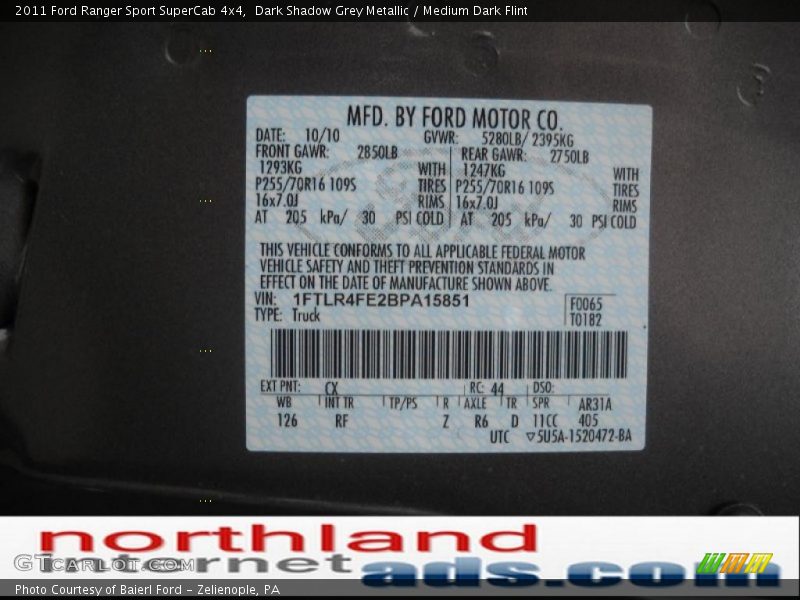 2011 Ford Ranger Sport SuperCab 4x4,  Dark Shadow Grey Metallic / Medium Dark Flint
MFD. BY FORD MOTOR CO.
DATE: 10/10 GVWR: 5280LB/ 2395KG
FRONT GAWR: 2850LB REAR GAWR: 2750LB
1293KG WITH 1247KG WITH
P255/70R16 109S TIRES P255/70R16 109S TIRES
16x7.0J RIMS 16x7.0J RIMS
AT 205 kPa/ 30 PSI COLD AT 205 kPa/ 30 PSI COLD
THIS VEHICLE CONFORMS TO ALL APPLICABLE FEDERAL MOTOR
VEHICLE SAFETY AND THEFT PREVENTION STANDARDS IN
EFFECT ON THE DATE OF MANUFACTURE SHOWN ABOVE.
VIN: 1FTLR4FE2BPA15851 F0065
TYPE: Truck T0182
EXT PNT: CX RC: 44 DSO:
WB INT TR TP/PS R AXLE TR SPR AR31A
126 RF Z R6 D 11CC 405
UTC ▽5U5A-1520472-BA
northland
internet
GTCARLOT.COM
ads.com
Photo Courtesy of Baierl Ford - Zelienople, PA